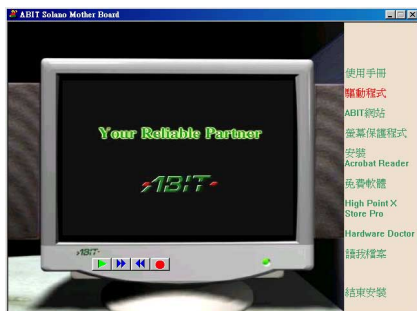 ABIT Solano Mother Board
Your Reliable Partner
ABIT
ABIT
使用手冊
驅動程式
ABIT網站
螢幕保護程式
安裝
Acrobat Reader
免費軟體
High Point X
Store Pro
Hardware Doctor
讀我檔案
結束安裝